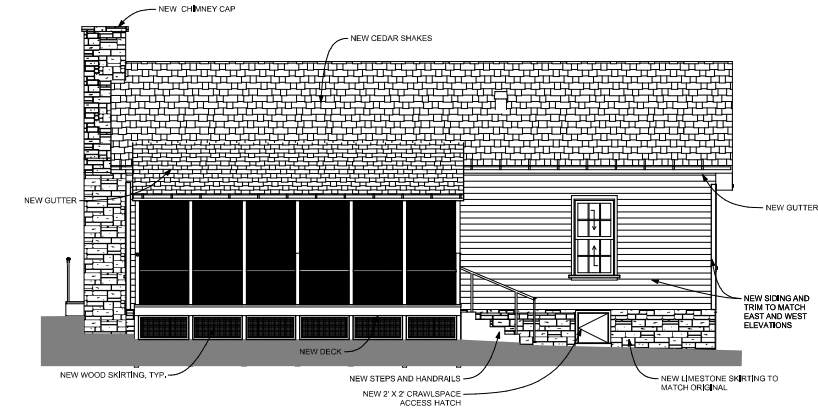 NEW CHIMNEY CAP
NEW CEDAR SHAKES
NEW GUTTER
NEW GUTTER
NEW SIDING AND
TRIM TO MATCH
EAST AND WEST
ELEVATIONS
NEW DECK
NEW WOOD SKIRTING, TYP.
NEW STEPS AND HANDRAILS
NEW 2' X 2' CRAWLSPACE
ACCESS HATCH
NEW LIMESTONE SKIRTING TO
MATCH ORIGINAL